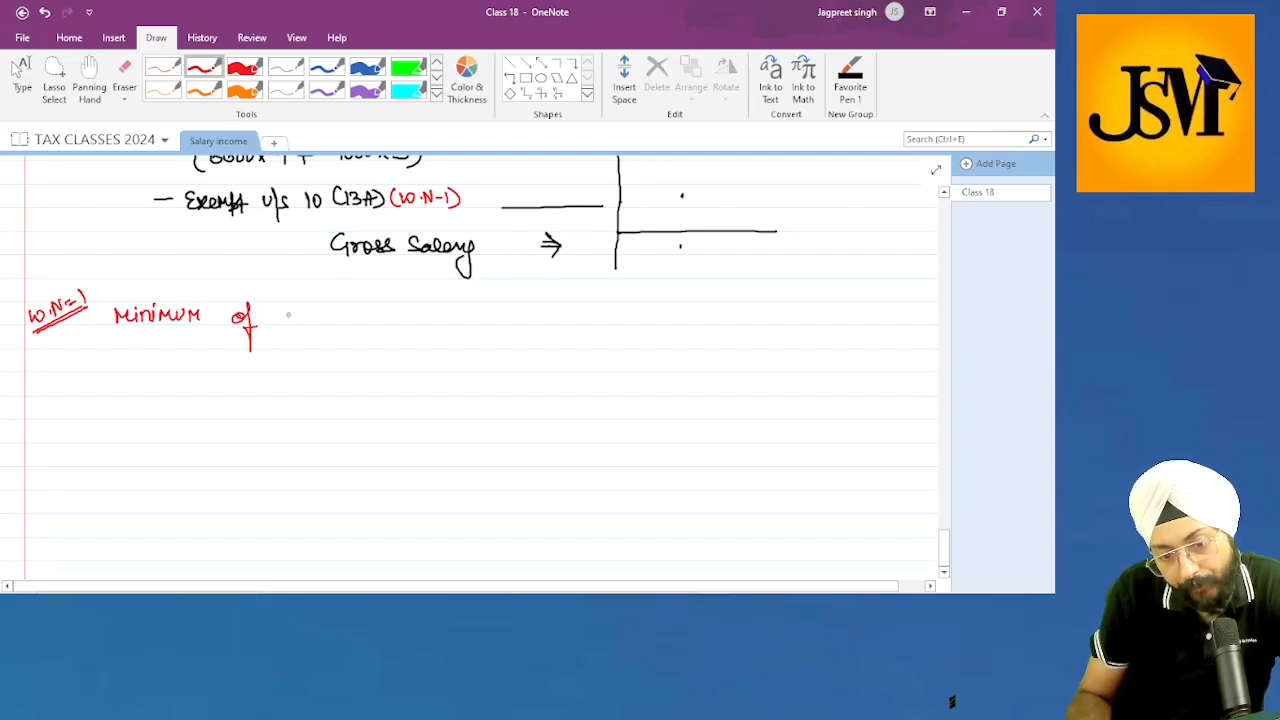 Class 18 - OneNote
Jagpreet singh JS
File Home Insert Draw History Review View Help
Type Lasso Select Panning Hand Eraser
Color & Thickness
Insert Space Delete Arrange Rotate
Ink to Text Ink to Math
Favorite Pen 1
Tools Shapes Edit Convert New Group
TAX CLASSES 2024 Salary income
Search (Ctrl+E)
Add Page
Class 18
- Exempt u/s 10 (13A) (W.N-1)
Gross Salary ⇒
W.N=1 Minimum of
JSM